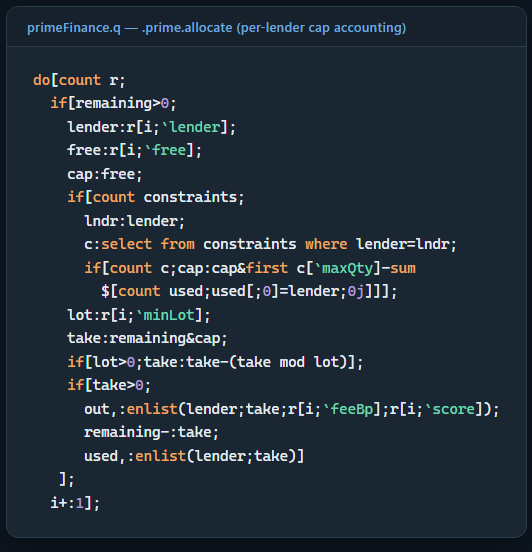 primeFinance.q — .prime.allocate (per-lender cap accounting)
do[count r;
if[remaining>0;
lender:r[i;`lender];
free:r[i;`free];
cap:free;
if[count constraints;
lndr:lender;
c:select from constraints where lender=lndr;
if[count c;cap:cap&first c[`maxQty]-sum
$[count used;used[;0]=lender;0j]]];
lot:r[i;`minLot];
take:remaining&cap;
if[lot>0;take:take-(take mod lot)];
if[take>0;
out,:enlist(lender;take;r[i;`feeBp];r[i;`score]);
remaining-:take;
used,:enlist(lender;take)]
];
i+:1];